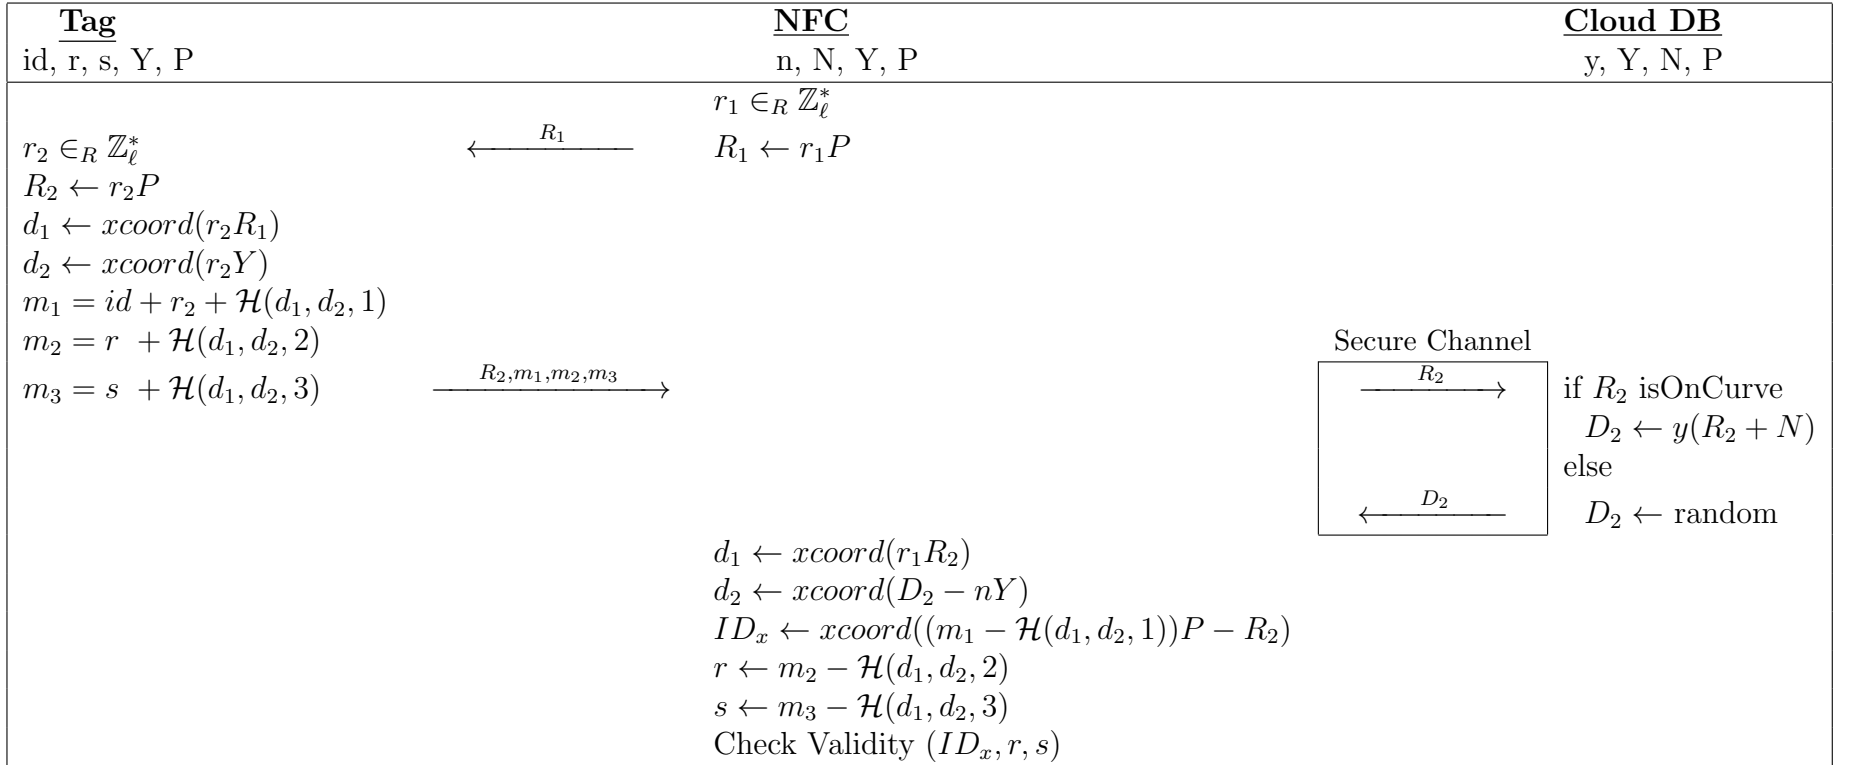 Tag NFC Cloud DB
id, r, s, Y, P n, N, Y, P y, Y, N, P
r₁ ∈_R ℤ*_ℓ
r₂ ∈_R ℤ*_ℓ ←R₁— R₁ ← r₁P
R₂ ← r₂P
d₁ ← xcoord(r₂R₁)
d₂ ← xcoord(r₂Y)
m₁ = id + r₂ + ℋ(d₁, d₂, 1)
m₂ = r + ℋ(d₁, d₂, 2) Secure Channel
m₃ = s + ℋ(d₁, d₂, 3) —R₂,m₁,m₂,m₃→ —R₂→ if R₂ isOnCurve
D₂ ← y(R₂ + N)
else
←D₂— D₂ ← random
d₁ ← xcoord(r₁R₂)
d₂ ← xcoord(D₂ − nY)
ID_x ← xcoord((m₁ − ℋ(d₁, d₂, 1))P − R₂)
r ← m₂ − ℋ(d₁, d₂, 2)
s ← m₃ − ℋ(d₁, d₂, 3)
Check Validity (ID_x, r, s)